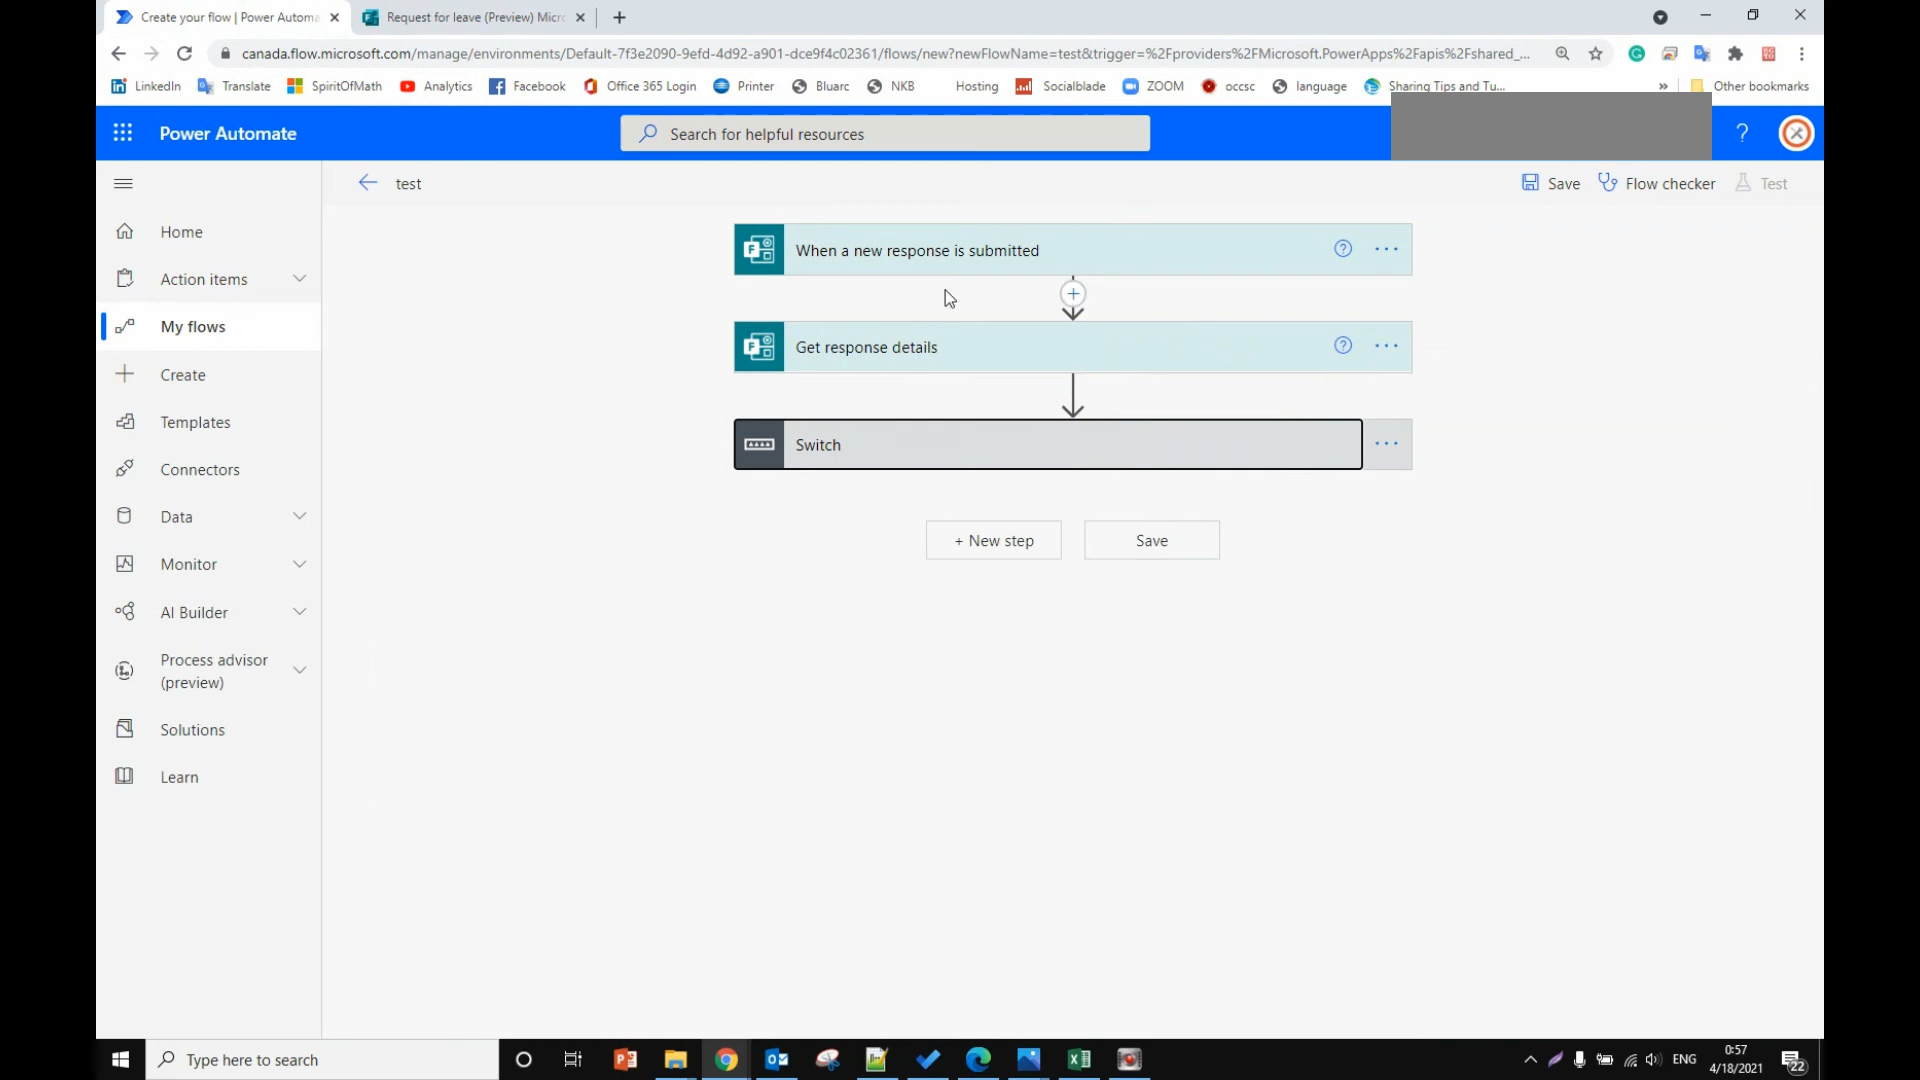 Create your flow | Power Automa
Request for leave (Preview) Micr
canada.flow.microsoft.com/manage/environments/Default-7f3e2090-9efd-4d92-a901-dce9f4c02361/flows/new?newFlowName=test&trigger=%2Fproviders%2FMicrosoft.PowerApps%2Fapis%2Fshared_...
LinkedIn Translate SpiritOfMath Analytics Facebook Office 365 Login Printer Bluarc NKB Hosting Socialblade ZOOM occsc language Sharing Tips and Tu... » Other bookmarks
Power Automate
Search for helpful resources
?
test
Save
Flow checker
Test
Home
Action items
My flows
Create
Templates
Connectors
Data
Monitor
AI Builder
Process advisor
(preview)
Solutions
Learn
When a new response is submitted
Get response details
Switch
+ New step
Save
Type here to search
ENG
0:57
4/18/2021
22